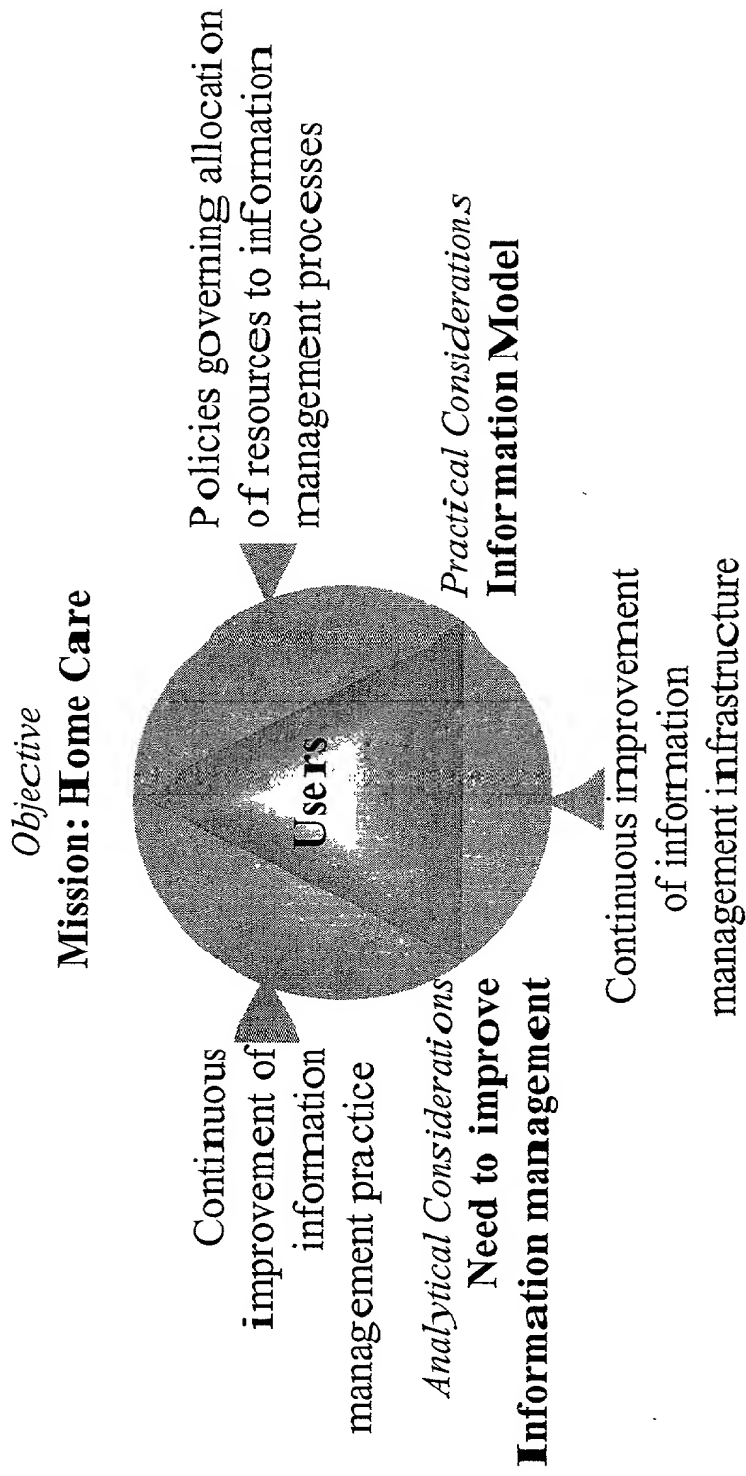 Objective
Mission: Home Care
Continuous
improvement of
information
management practice
Policies governing allocation
of resources to information
management processes
Users
Analytical Considerations
Need to improve
Information management
Practical Considerations
Information Model
Continuous improvement
of information
management infrastructure